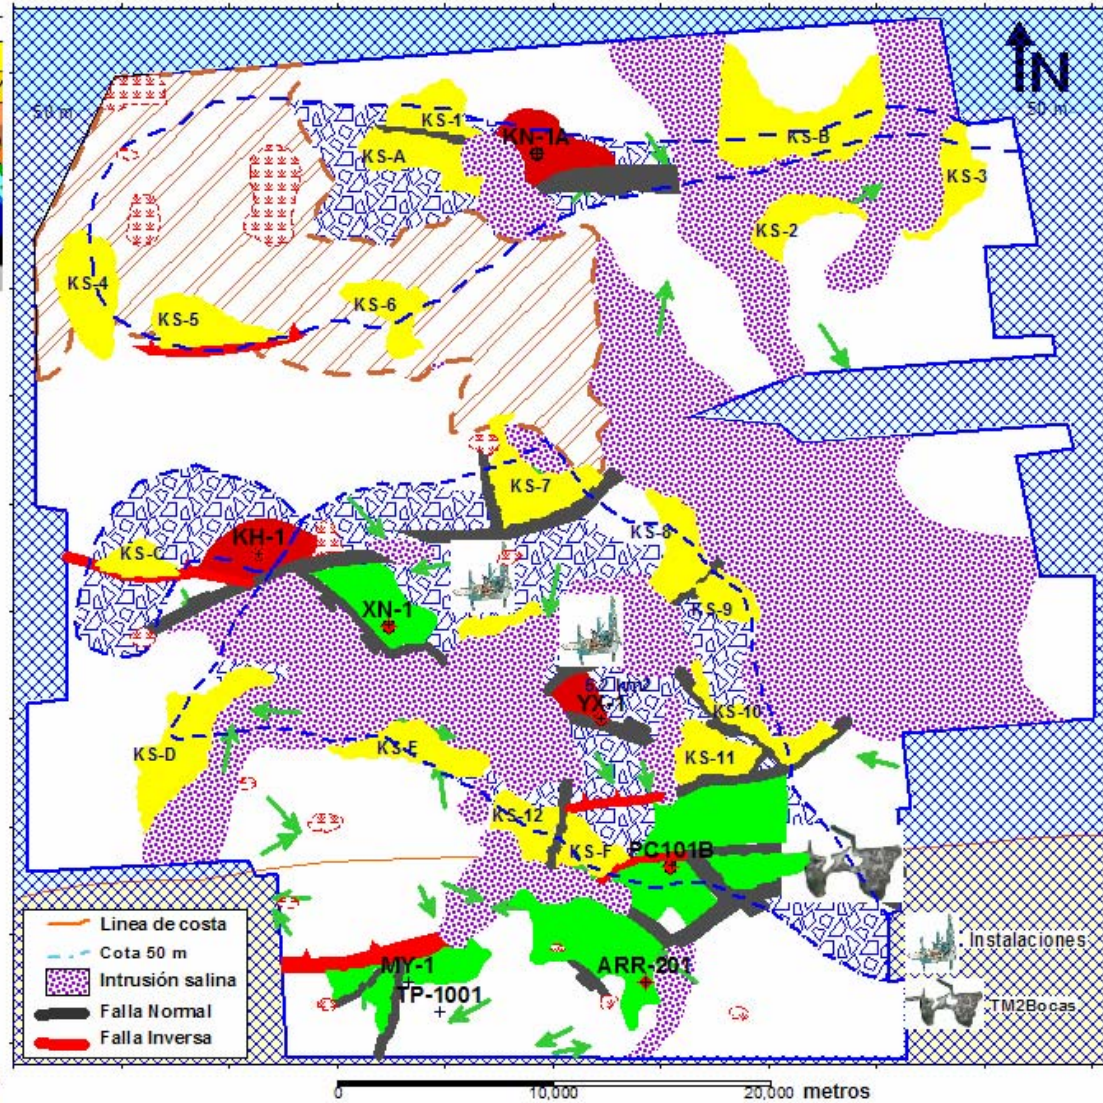 N
50 m
50 m
KS-1
KN-1A
KS-B
KS-A
KS-3
KS-2
KS-4
KS-6
KS-5
KS-7
KS-8
KH-1
KS-C
XN-1
KS-9
YX-1
KS-10
KS-D
KS-E
KS-11
KS-12
KS-F
PC101B
MY-1
ARR-201
TP-1001
Linea de costa
Cota 50 m
Intrusión salina
Falla Normal
Falla Inversa
Instalaciones
TM2Bocas
0
10,000
20,000 metros